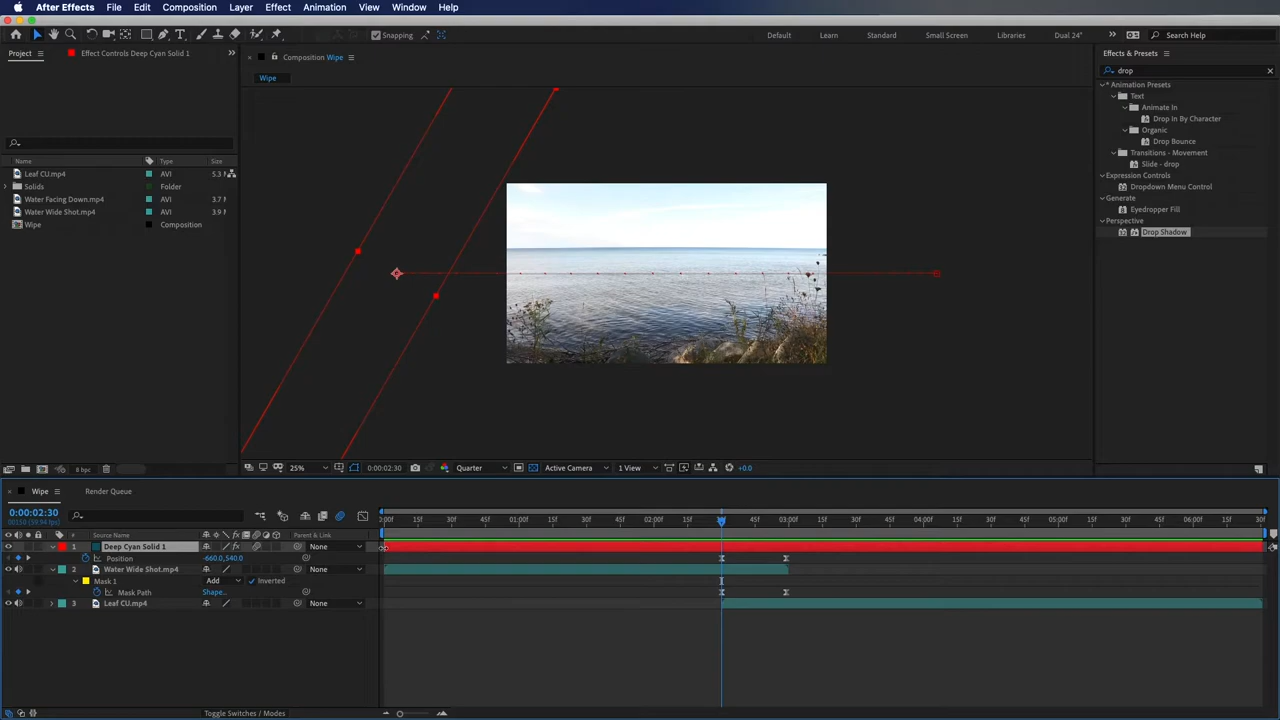 After Effects File Edit Composition Layer Effect Animation View Window Help
Snapping Default Learn Standard Small Screen Libraries Dual 24" Search Help
Project Effect Controls Deep Cyan Solid 1
Composition Wipe
Effects & Presets
Wipe
drop
* Animation Presets
Text
Animate In
Drop In By Character
Organic
Drop Bounce
Transitions - Movement
Slide - drop
Expression Controls
Dropdown Menu Control
Generate
Eyedropper Fill
Perspective
Drop Shadow
Name Type Size
Leaf CU.mp4 AVI 5.3
Solids Folder
Water Facing Down.mp4 AVI 3.7
Water Wide Shot.mp4 AVI 3.9
Wipe Composition
8 bpc
25% 0:00:02:30 Quarter Active Camera 1 View +0.0
Wipe Render Queue
0:00:02:30
00150 (59.94 fps)
0:00f 15f 30f 45f 01:00f 15f 30f 45f 02:00f 15f 45f 03:00f 15f 30f 45f 04:00f 15f 30f 45f 05:00f 15f 30f 45f 06:00f 15f 30f
# Source Name Parent & Link
1 Deep Cyan Solid 1 None
Position -660.0,540.0
2 Water Wide Shot.mp4 None
Mask 1 Add Inverted
Mask Path Shape...
3 Leaf CU.mp4 None
Toggle Switches / Modes